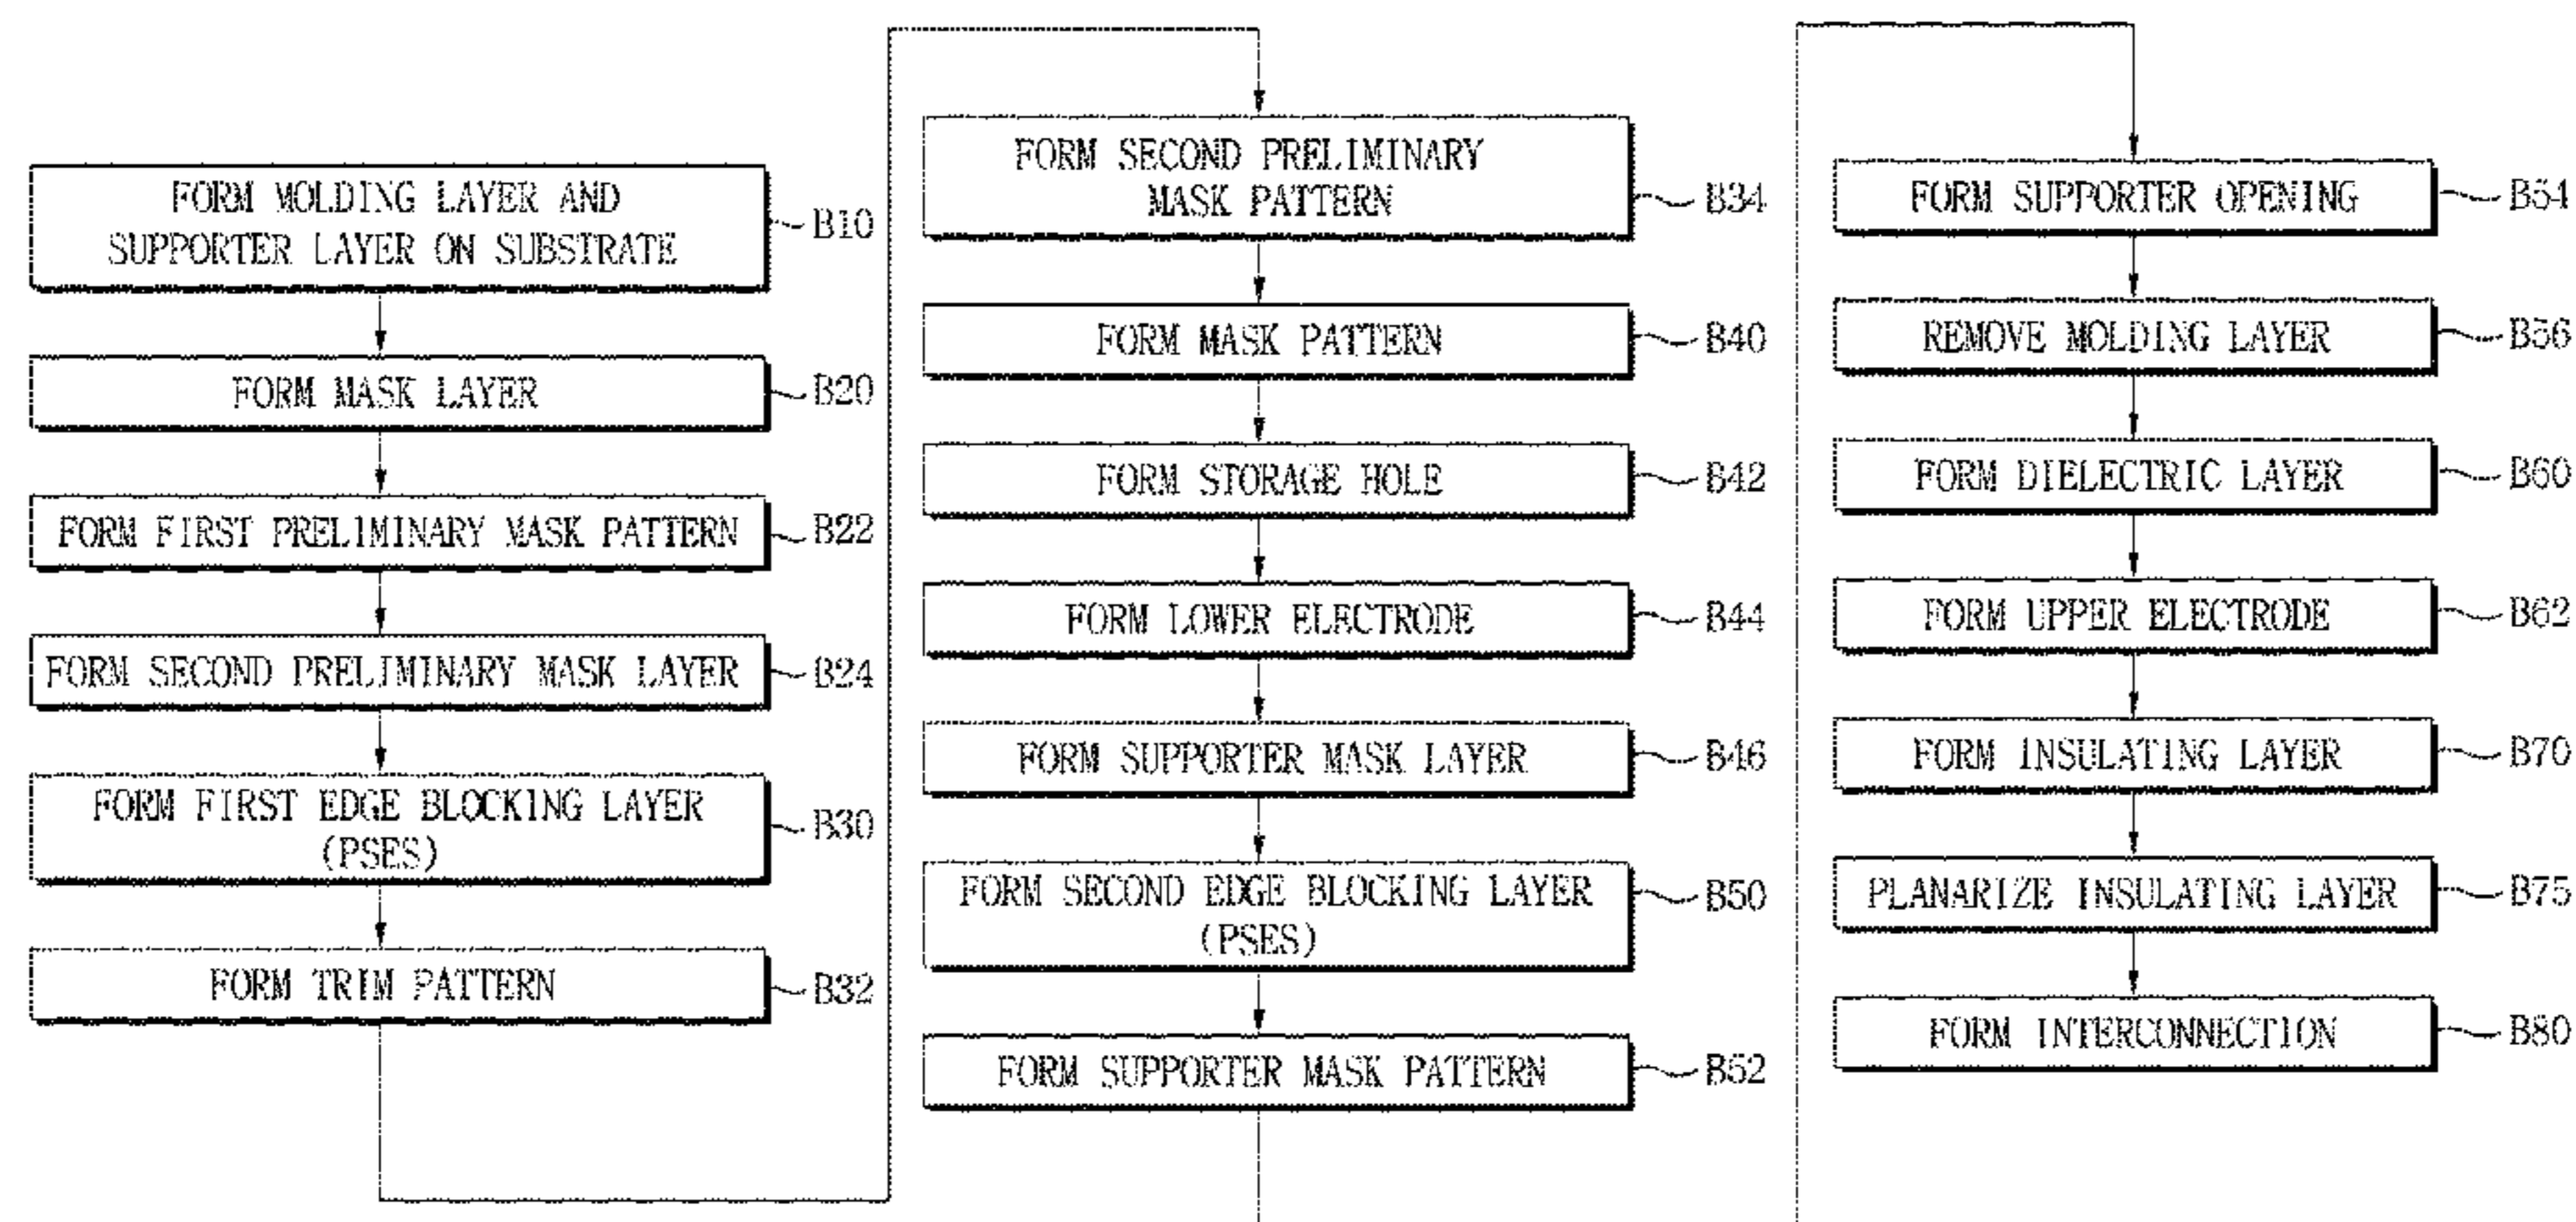 FORM MOLDING LAYER AND
SUPPORTER LAYER ON SUBSTRATE
B10
FORM MASK LAYER
B20
FORM FIRST PRELIMINARY MASK PATTERN
B22
FORM SECOND PRELIMINARY MASK LAYER
B24
FORM FIRST EDGE BLOCKING LAYER
(PSES)
B30
FORM TRIM PATTERN
B32
FORM SECOND PRELIMINARY
MASK PATTERN
B34
FORM MASK PATTERN
B40
FORM STORAGE HOLE
B42
FORM LOWER ELECTRODE
B44
FORM SUPPORTER MASK LAYER
B46
FORM SECOND EDGE BLOCKING LAYER
(PSES)
B50
FORM SUPPORTER MASK PATTERN
B52
FORM SUPPORTER OPENING
B54
REMOVE MOLDING LAYER
B56
FORM DIELECTRIC LAYER
B60
FORM UPPER ELECTRODE
B62
FORM INSULATING LAYER
B70
PLANARIZE INSULATING LAYER
B75
FORM INTERCONNECTION
B80